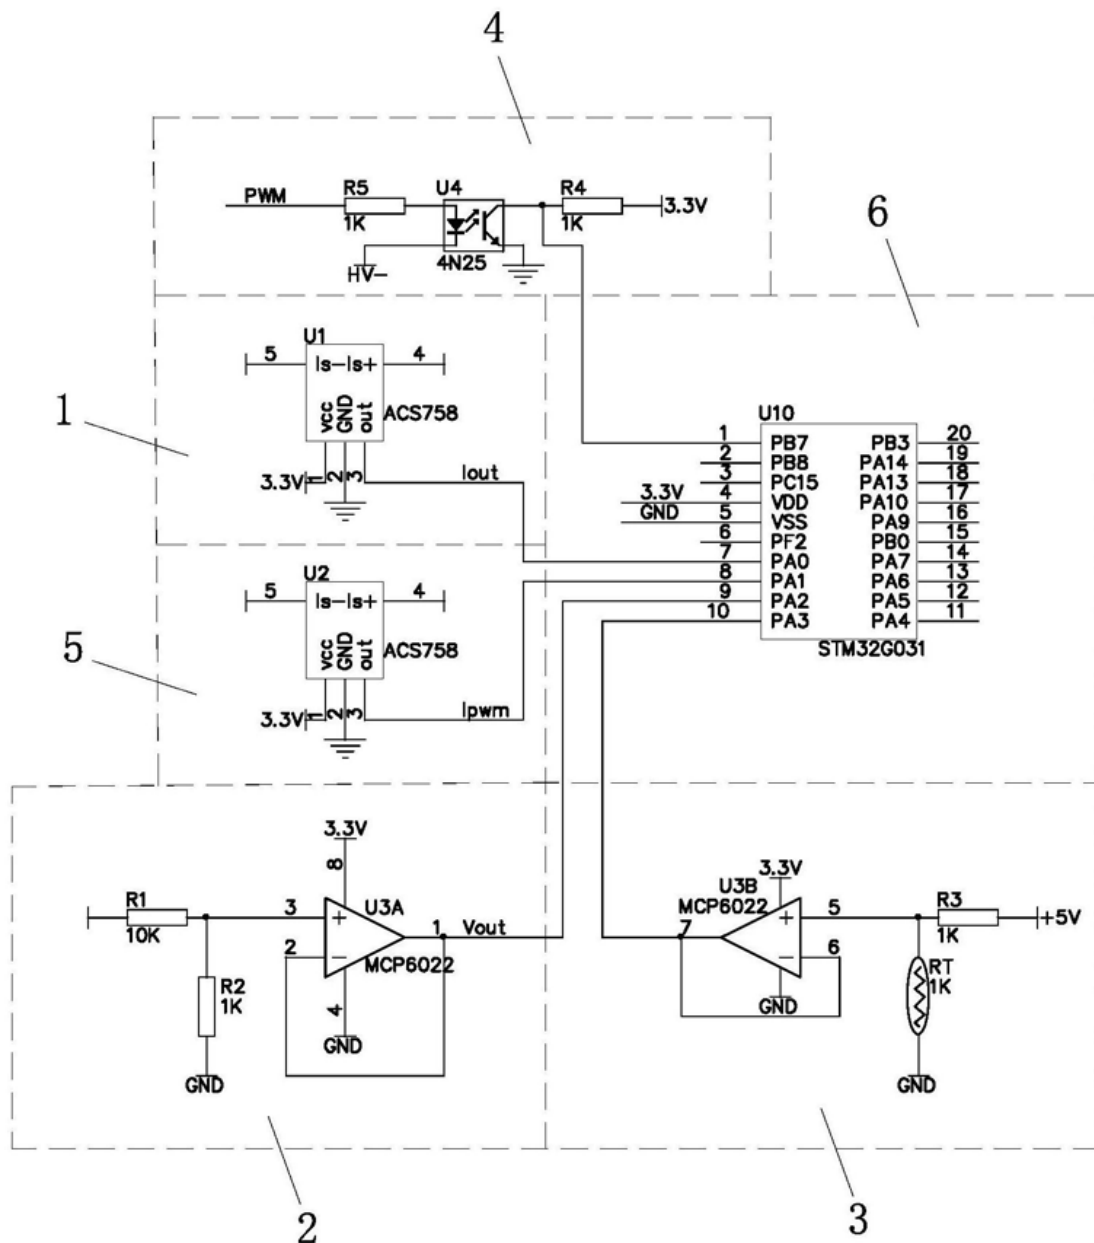 4
PWM
R5
1K
U4
4N25
HV-
R4
1K
3.3V
6
1
U1
5
Is-Is+
4
vcc
GND
out
ACS758
3.3V
1
2
3
Iout
5
U2
5
Is-Is+
4
vcc
GND
out
ACS758
3.3V
1
2
3
Ipwm
U10
1 PB7 PB3 20
2 PB8 PA14 19
3 PC15 PA13 18
3.3V 4 VDD PA10 17
GND 5 VSS PA9 16
6 PF2 PB0 15
7 PA0 PA7 14
8 PA1 PA6 13
9 PA2 PA5 12
10 PA3 PA4 11
STM32G031
3.3V
8
R1
10K
3
+
U3A
1
Vout
2
-
MCP6022
R2
1K
4
GND
GND
2
3.3V
U3B
MCP6022
7
+
5
R3
1K
+5V
-
6
GND
RT
1K
GND
3